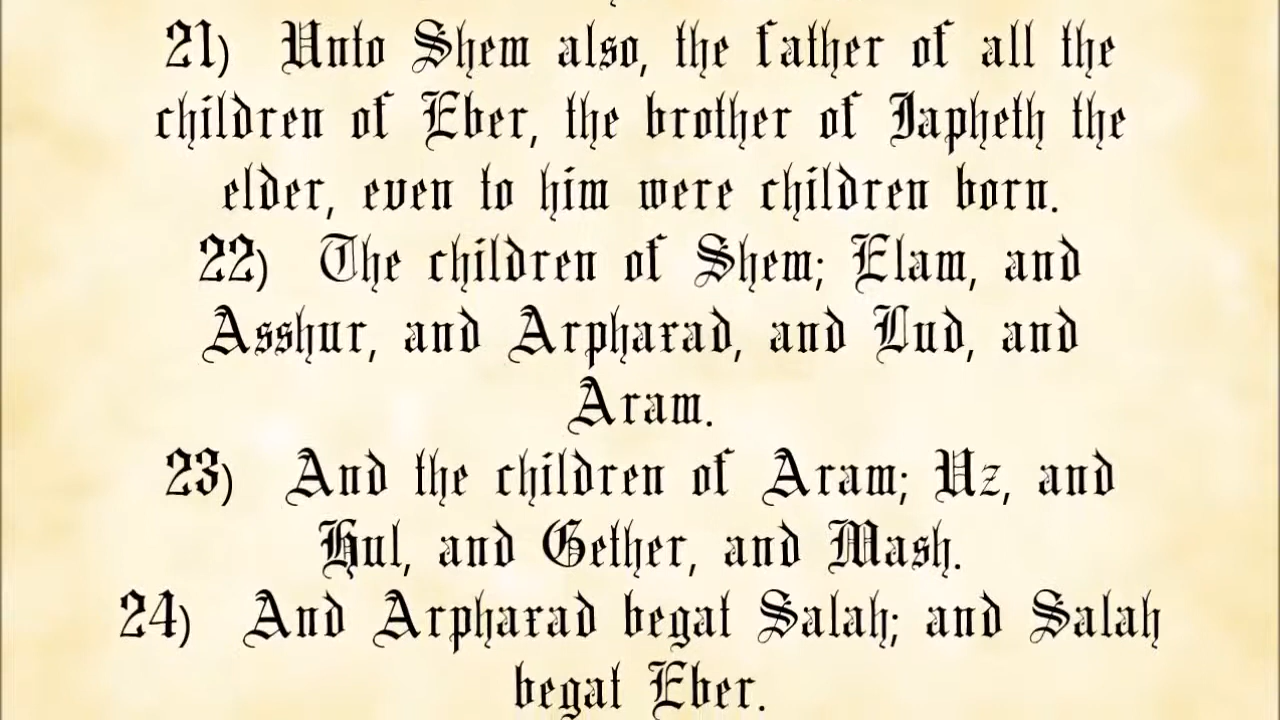 21) Unto Shem also, the father of all the
children of Eber, the brother of Japheth the
elder, even to him were children born.
22) The children of Shem; Elam, and
Asshur, and Arphaxad, and Lud, and
Aram.
23) And the children of Aram; Uz, and
Hul, and Gether, and Mash.
24) And Arphaxad begat Salah; and Salah
begat Eber.